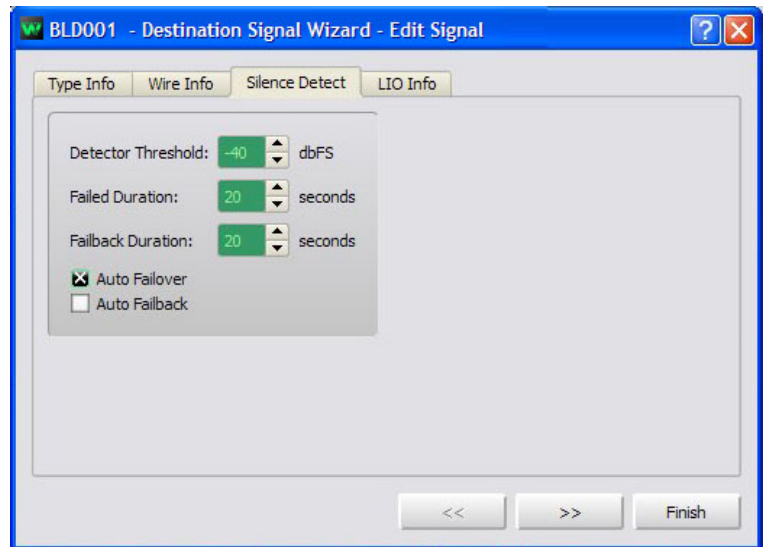 BLD001 - Destination Signal Wizard - Edit Signal
Type Info Wire Info Silence Detect LIO Info
Detector Threshold: -40 dbFS
Failed Duration: 20 seconds
Failback Duration: 20 seconds
Auto Failover
Auto Failback
<< >> Finish